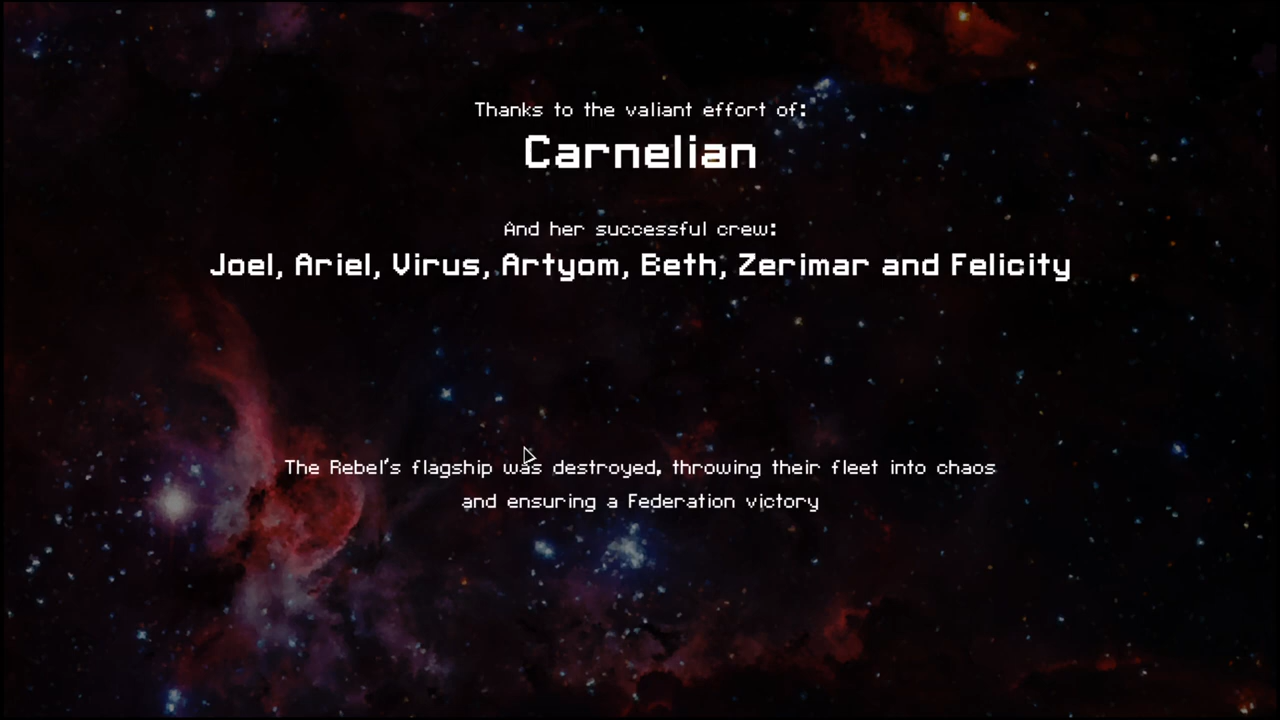 Thanks to the valiant effort of:
Carnelian
And her successful crew:
Joel, Ariel, Virus, Artyom, Beth, Zerimar and Felicity
The Rebel's flagship was destroyed, throwing their fleet into chaos
and ensuring a Federation victory